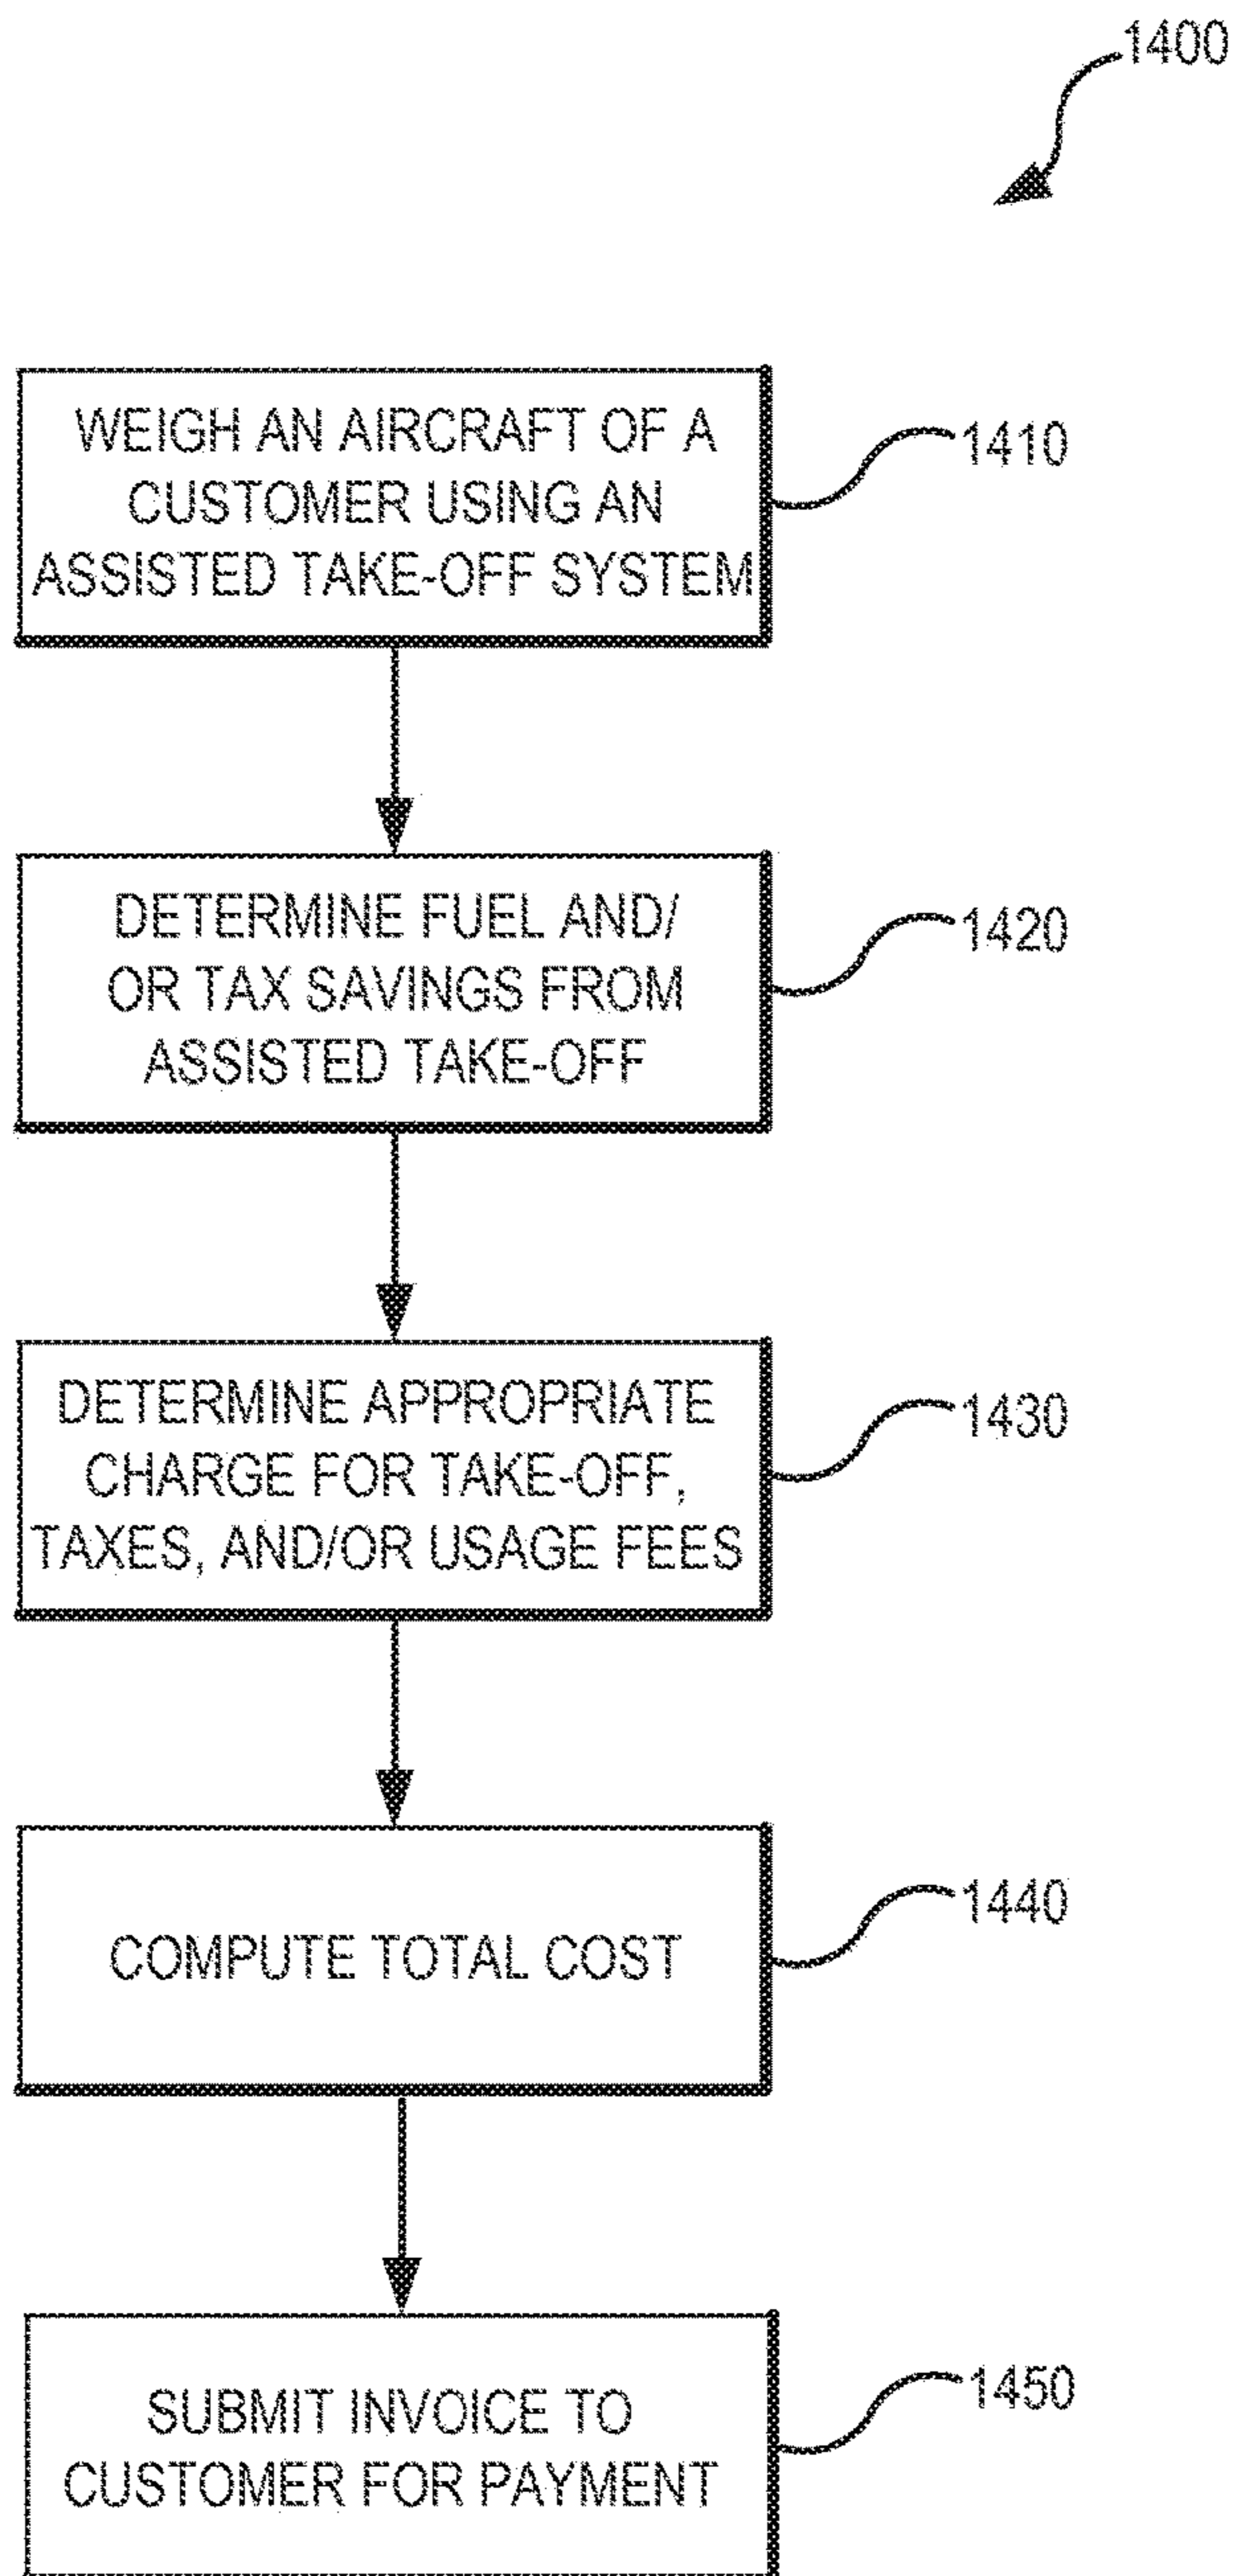 1400
WEIGH AN AIRCRAFT OF A
CUSTOMER USING AN
ASSISTED TAKE-OFF SYSTEM
1410
DETERMINE FUEL AND/
OR TAX SAVINGS FROM
ASSISTED TAKE-OFF
1420
DETERMINE APPROPRIATE
CHARGE FOR TAKE-OFF,
TAXES, AND/OR USAGE FEES
1430
COMPUTE TOTAL COST
1440
SUBMIT INVOICE TO
CUSTOMER FOR PAYMENT
1450